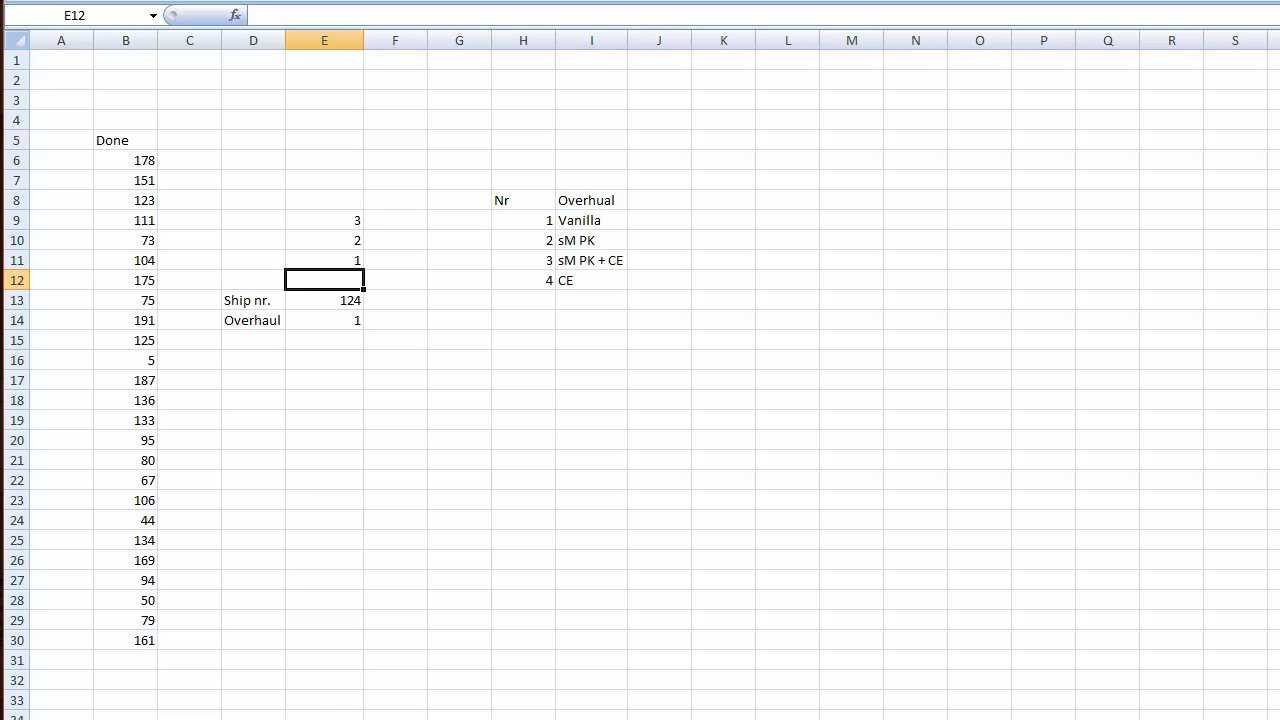 E12 fx
A B C D E F G H I J K L M N O P Q R S
1
2
3
4
5 Done
6 178
7 151
8 123 Nr Overhual
9 111 3 1 Vanilla
10 73 2 2 sM PK
11 104 1 3 sM PK + CE
12 175 4 CE
13 75 Ship nr. 124
14 191 Overhaul 1
15 125
16 5
17 187
18 136
19 133
20 95
21 80
22 67
23 106
24 44
25 134
26 169
27 94
28 50
29 79
30 161
31
32
33
34